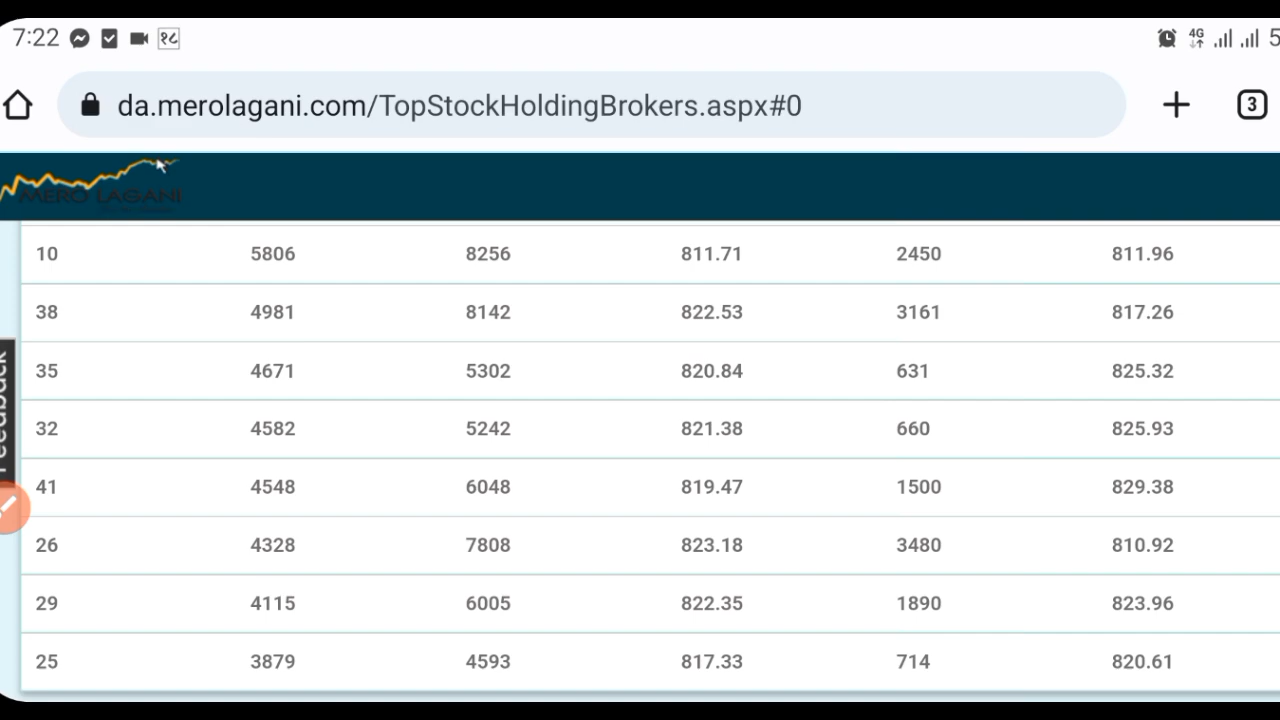 7:22 १८ 4G 5
da.merolagani.com/TopStockHoldingBrokers.aspx#0 3
MERO LAGANI
10 5806 8256 811.71 2450 811.96
38 4981 8142 822.53 3161 817.26
35 4671 5302 820.84 631 825.32
32 4582 5242 821.38 660 825.93
41 4548 6048 819.47 1500 829.38
26 4328 7808 823.18 3480 810.92
29 4115 6005 822.35 1890 823.96
25 3879 4593 817.33 714 820.61
Feedback